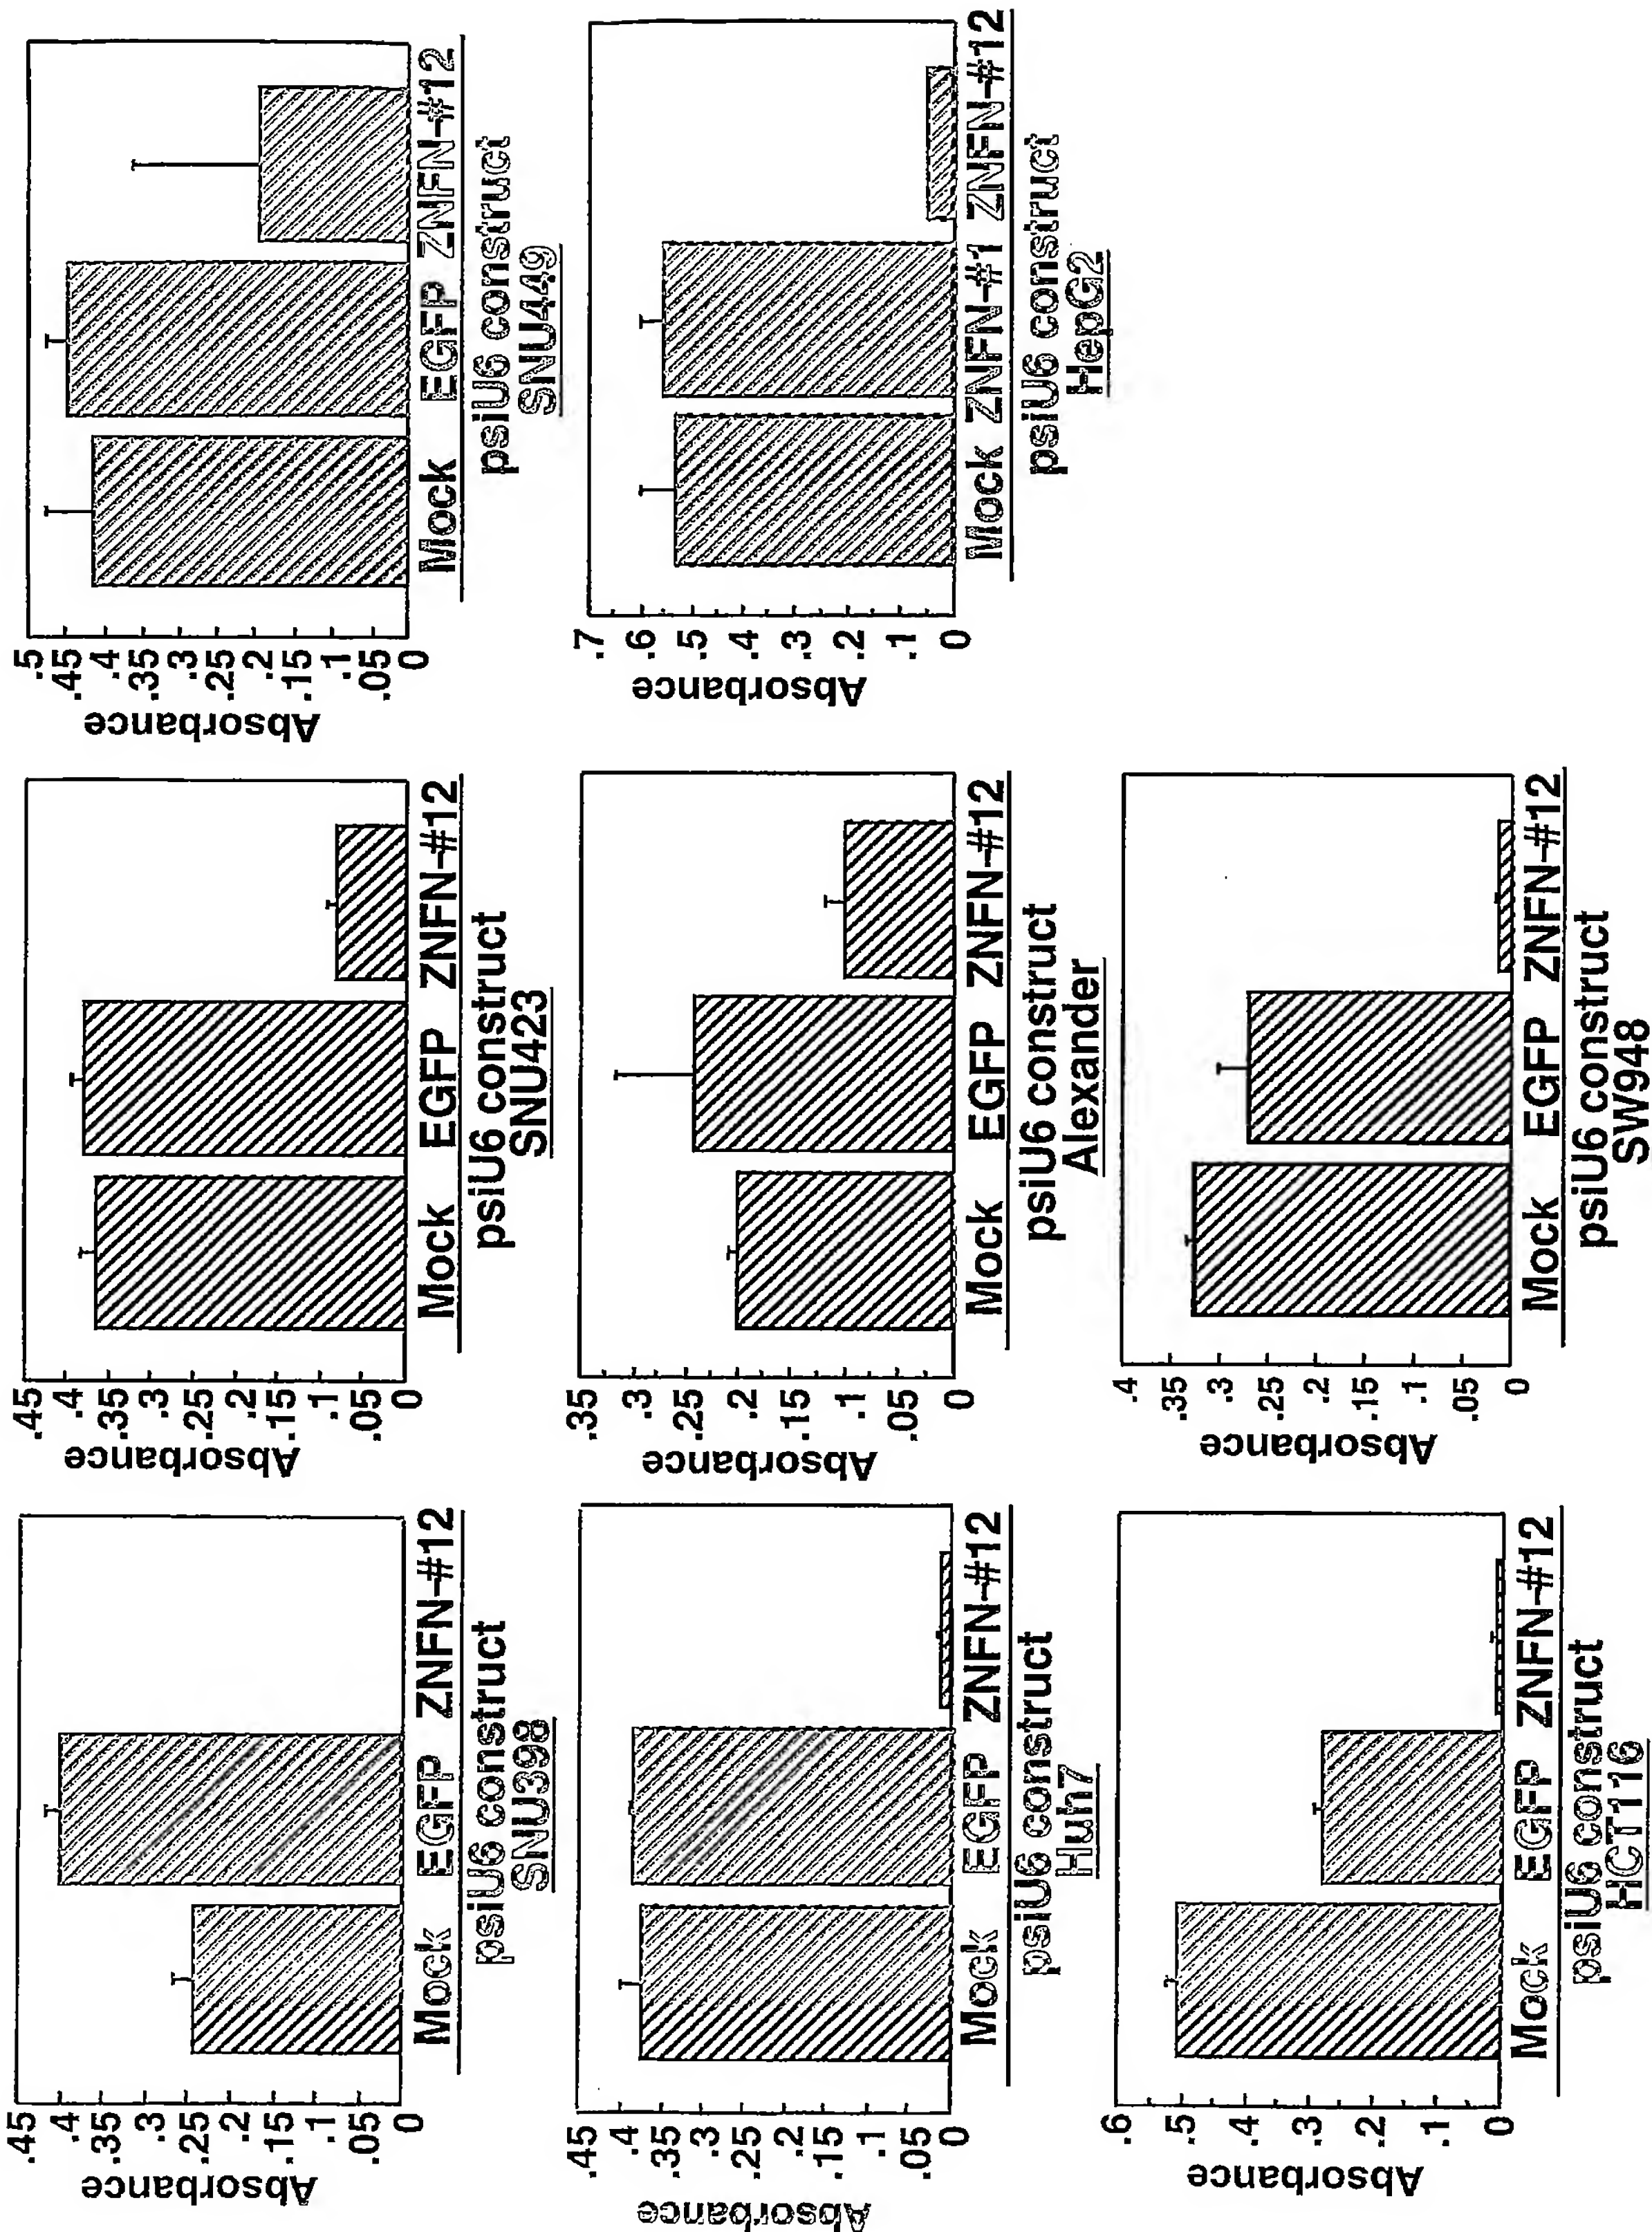 Absorbance
.45
.4
.35
.3
.25
.2
.15
.1
.05
0
Mock EGFP ZNFN-#12
psiU6 construct
SNU398
Absorbance
.45
.4
.35
.3
.25
.2
.15
.1
.05
0
Mock EGFP ZNFN-#12
psiU6 construct
SNU423
Absorbance
.5
.45
.4
.35
.3
.25
.2
.15
.1
.05
0
Mock EGFP ZNFN-#12
psiU6 construct
SNU449
Absorbance
.45
.4
.35
.3
.25
.2
.15
.1
.05
0
Mock EGFP ZNFN-#12
psiU6 construct
Huh7
Absorbance
.35
.3
.25
.2
.15
.1
.05
0
Mock EGFP ZNFN-#12
psiU6 construct
Alexander
Absorbance
.7
.6
.5
.4
.3
.2
.1
0
Mock ZNFN-#1 ZNFN-#12
psiU6 construct
HepG2
Absorbance
.6
.5
.4
.3
.2
.1
0
Mock EGFP ZNFN-#12
psiU6 construct
HCT116
Absorbance
.4
.35
.3
.25
.2
.15
.1
.05
0
Mock EGFP ZNFN-#12
psiU6 construct
SW948